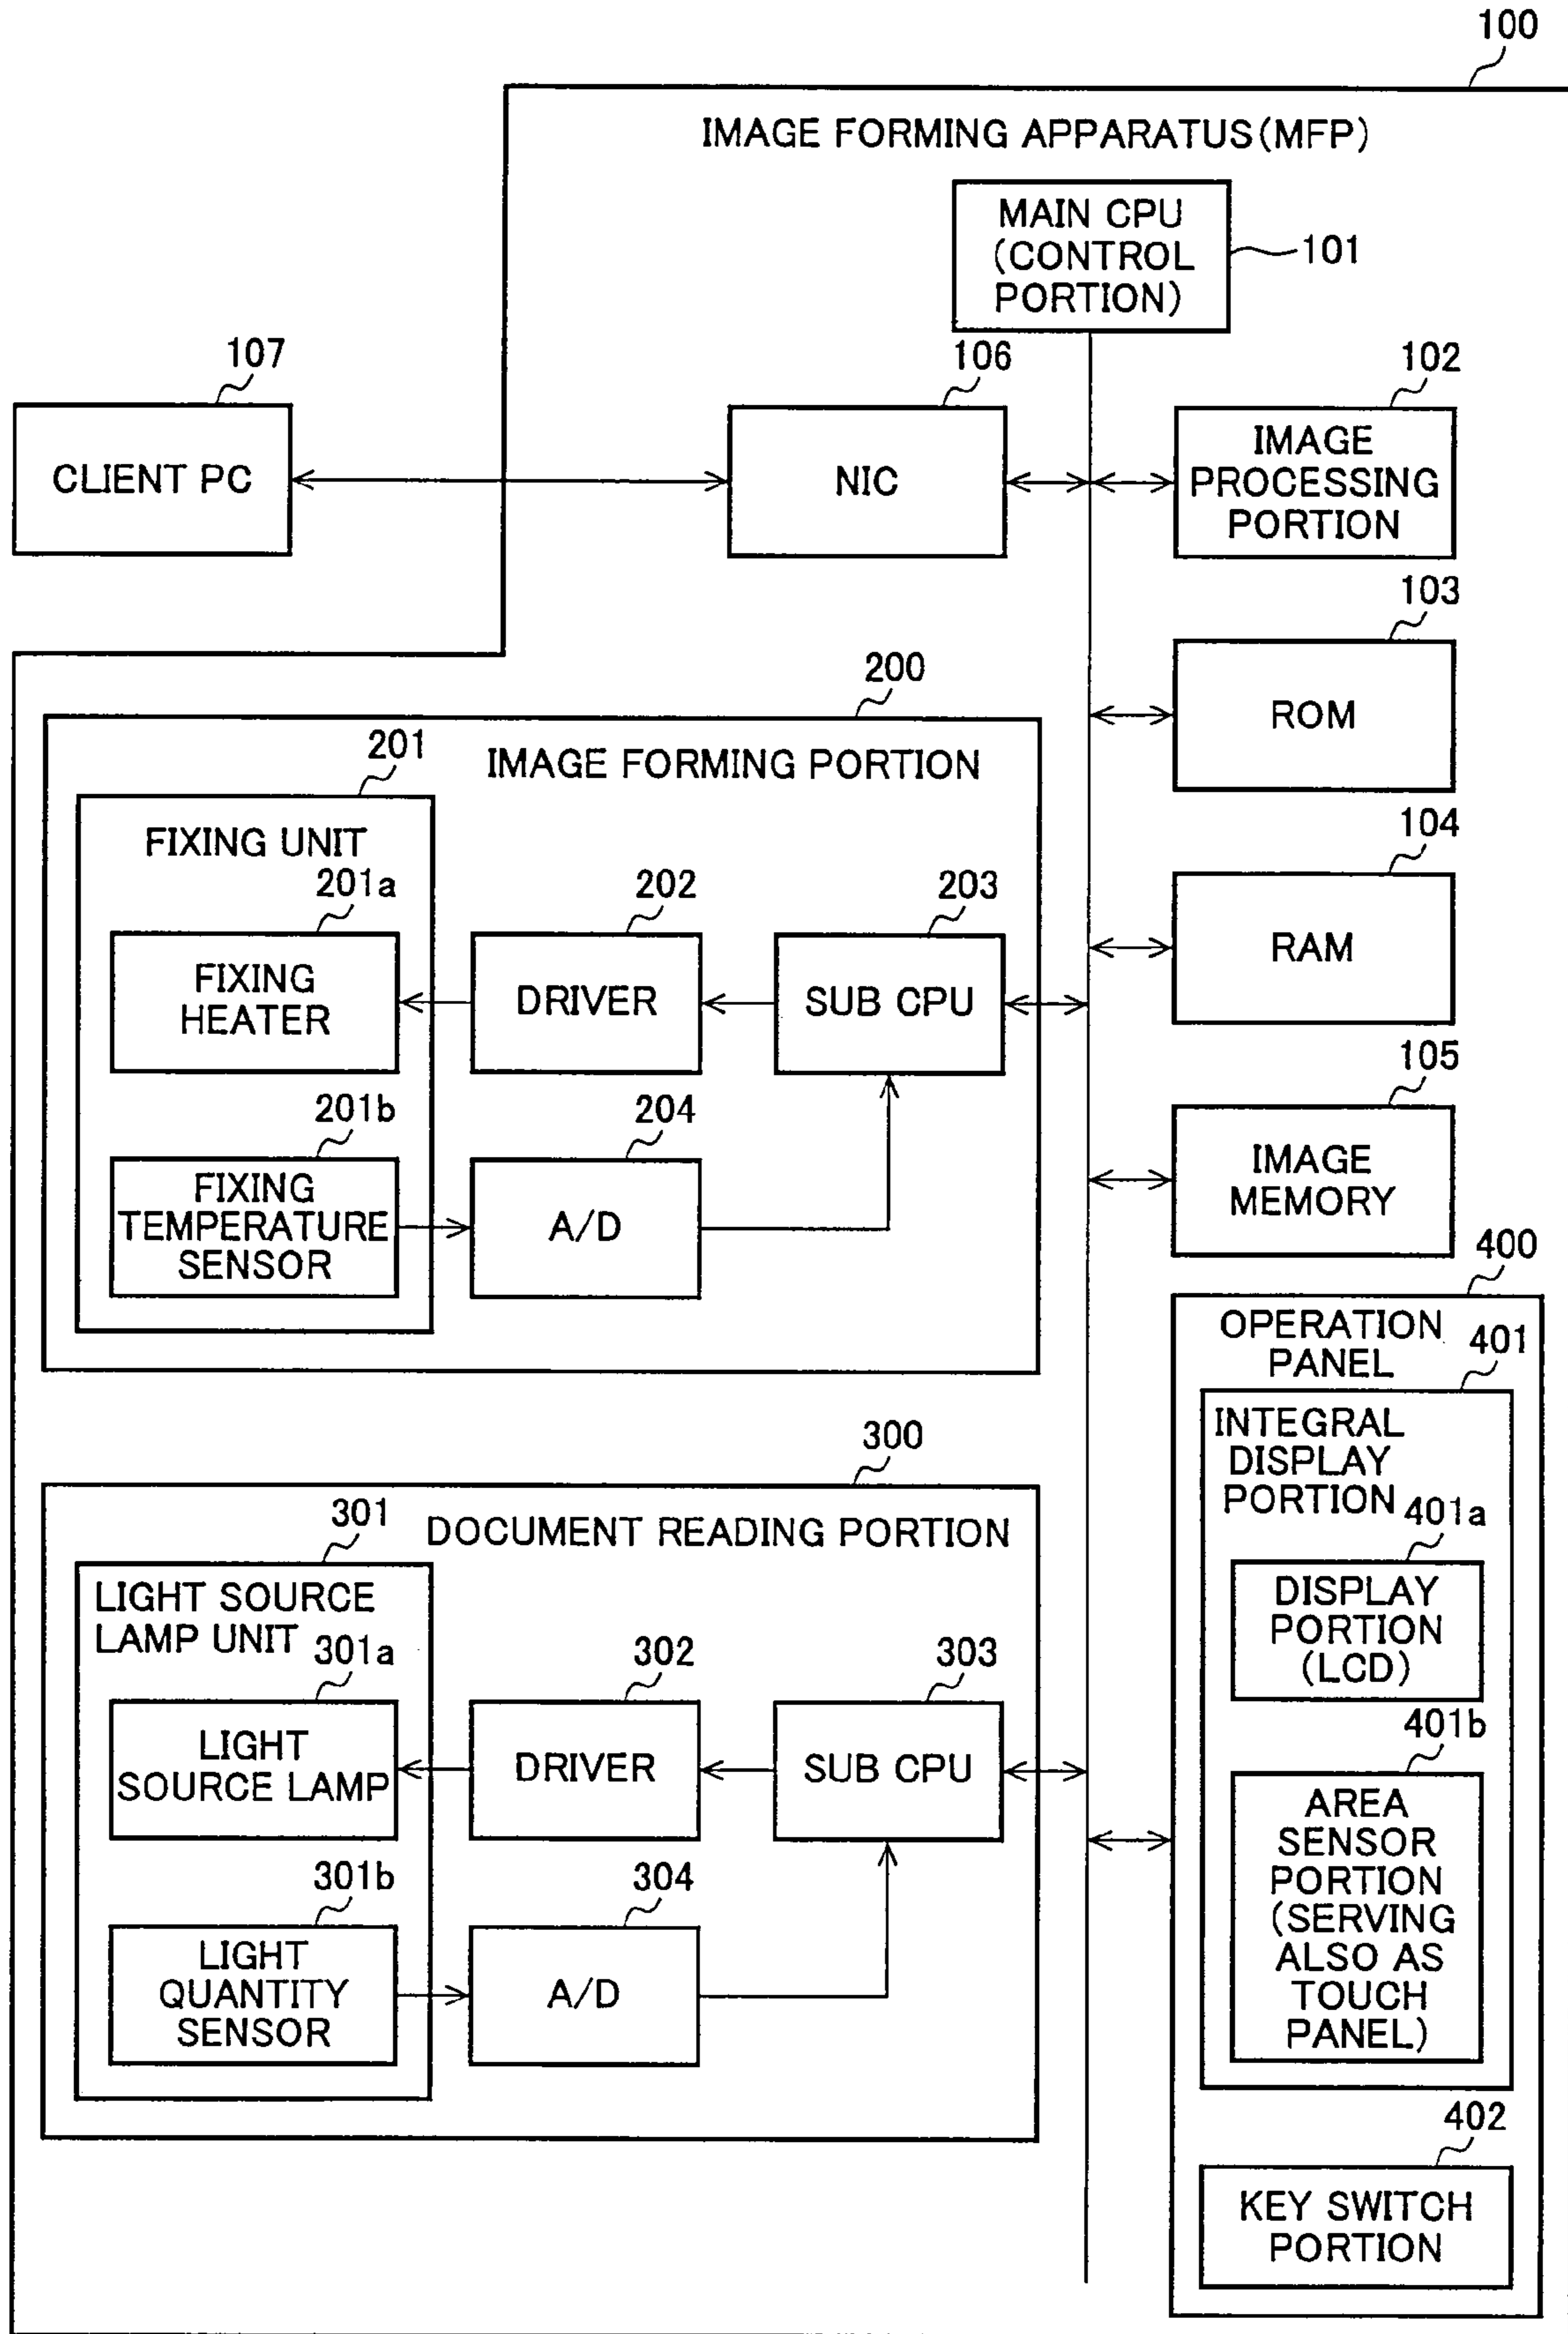 100
IMAGE FORMING APPARATUS(MFP)
MAIN CPU
(CONTROL
PORTION)
101
107
CLIENT PC
106
NIC
102
IMAGE
PROCESSING
PORTION
103
ROM
104
RAM
105
IMAGE
MEMORY
200
IMAGE FORMING PORTION
201
FIXING UNIT
201a
FIXING
HEATER
202
DRIVER
203
SUB CPU
201b
FIXING
TEMPERATURE
SENSOR
204
A/D
300
DOCUMENT READING PORTION
301
LIGHT SOURCE
LAMP UNIT
301a
LIGHT
SOURCE LAMP
302
DRIVER
303
SUB CPU
301b
LIGHT
QUANTITY
SENSOR
304
A/D
400
OPERATION
PANEL
401
INTEGRAL
DISPLAY
PORTION
401a
DISPLAY
PORTION
(LCD)
401b
AREA
SENSOR
PORTION
(SERVING
ALSO AS
TOUCH
PANEL)
402
KEY SWITCH
PORTION